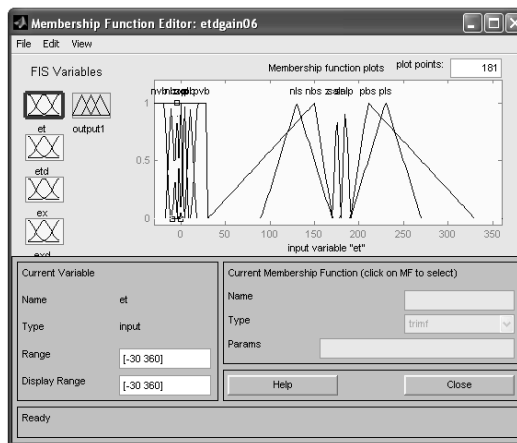 Membership Function Editor: etdgain06
File Edit View
FIS Variables
et
output1
etd
ex
exd
Membership function plots
plot points:
181
nls nbs
pbs pls
1
0.5
0
0 50 100 150 200 250 300 350
input variable "et"
Current Variable
Name et
Type input
Range [-30 360]
Display Range [-30 360]
Current Membership Function (click on MF to select)
Name
Type trimf
Params
Help
Close
Ready